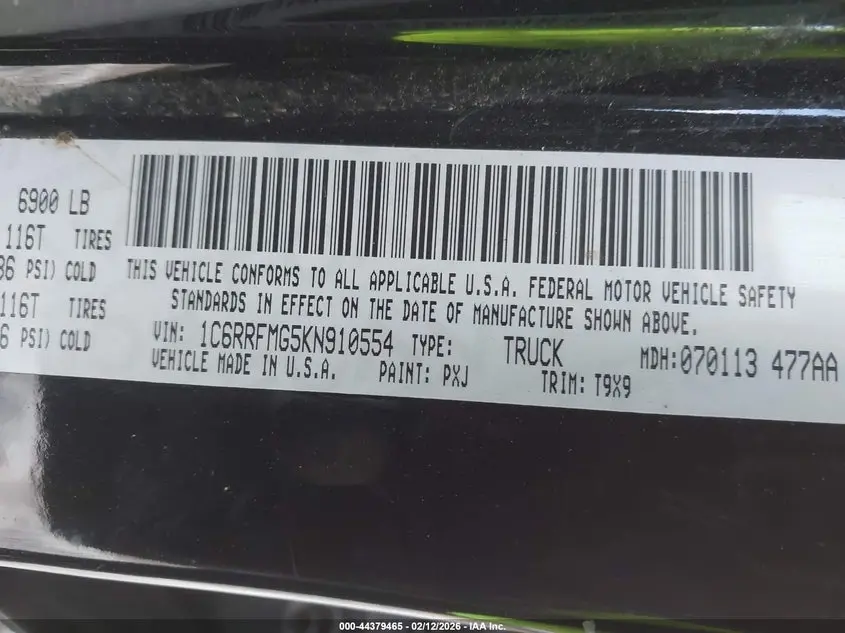 6900 LB
116T TIRES
36 PSI) COLD
116T TIRES
6 PSI) COLD
THIS VEHICLE CONFORMS TO ALL APPLICABLE U.S.A. FEDERAL MOTOR VEHICLE SAFETY
STANDARDS IN EFFECT ON THE DATE OF MANUFACTURE SHOWN ABOVE.
VIN: 1C6RRFMG5KN910554 TYPE: TRUCK MDH:070113 477AA
VEHICLE MADE IN U.S.A. PAINT: PXJ TRIM: T9X9
000 - 44379465 - 02/12/2026 - IAA Inc.